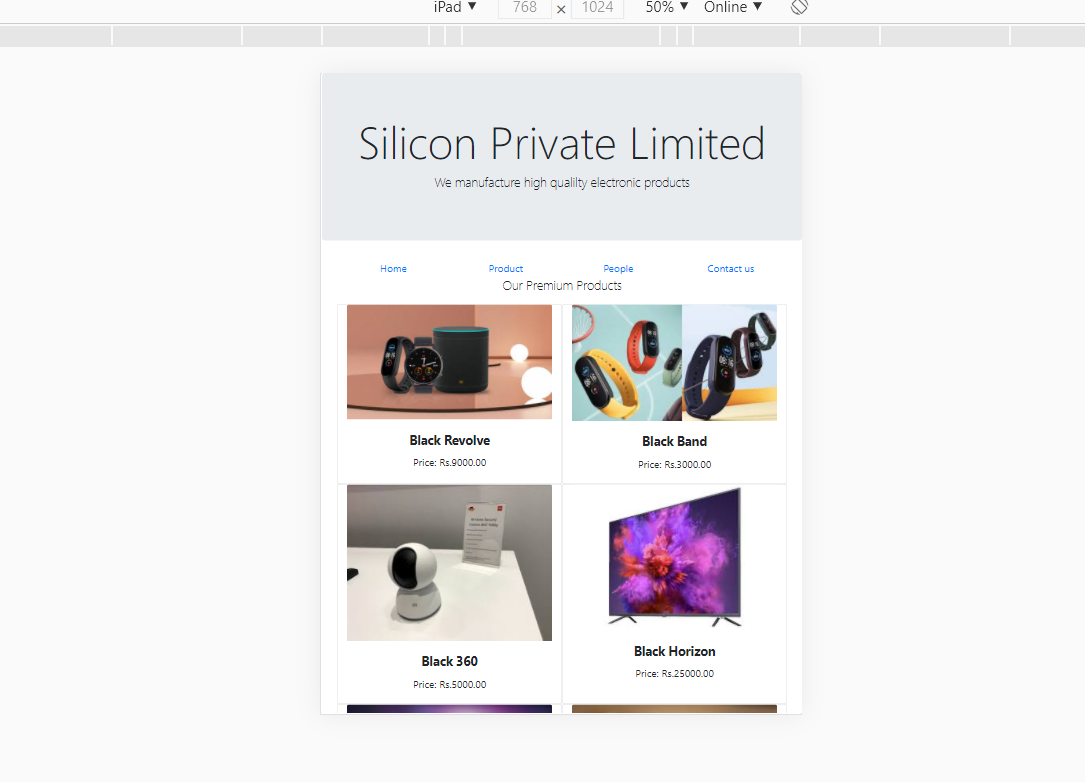 iPad ▼ 768 × 1024 50% ▼ Online ▼
Silicon Private Limited
We manufacture high qualilty electronic products
Home Product People Contact us
Our Premium Products
Black Revolve
Price: Rs.9000.00
Black Band
Price: Rs.3000.00
Black 360
Price: Rs.5000.00
Black Horizon
Price: Rs.25000.00